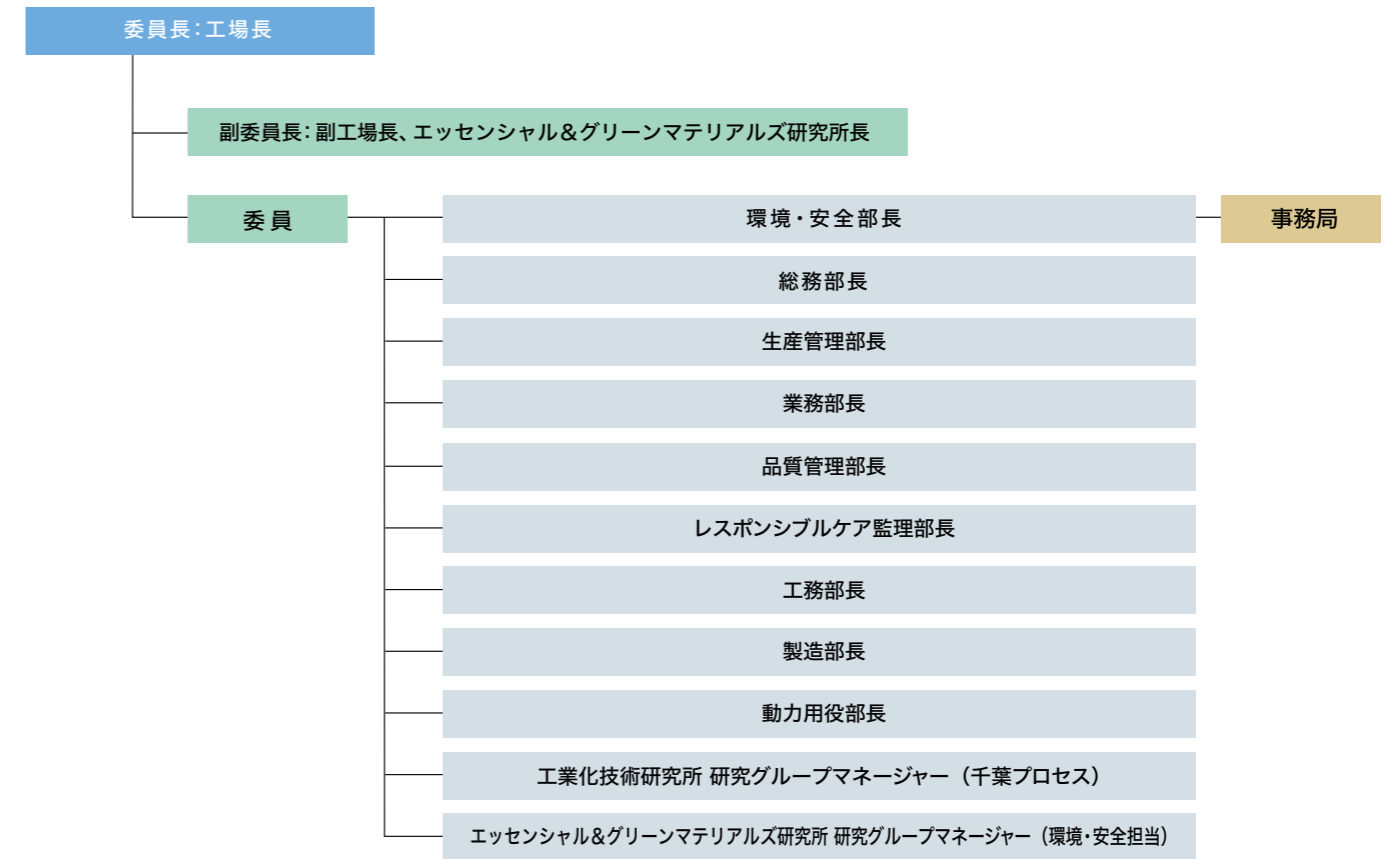 委員長：工場長
副委員長：副工場長、エッセンシャル＆グリーンマテリアルズ研究所長
委員
環境・安全部長
事務局
総務部長
生産管理部長
業務部長
品質管理部長
レスポンシブルケア監理部長
工務部長
製造部長
動力用役部長
工業化技術研究所 研究グループマネージャー（千葉プロセス）
エッセンシャル＆グリーンマテリアルズ研究所 研究グループマネージャー（環境・安全担当）